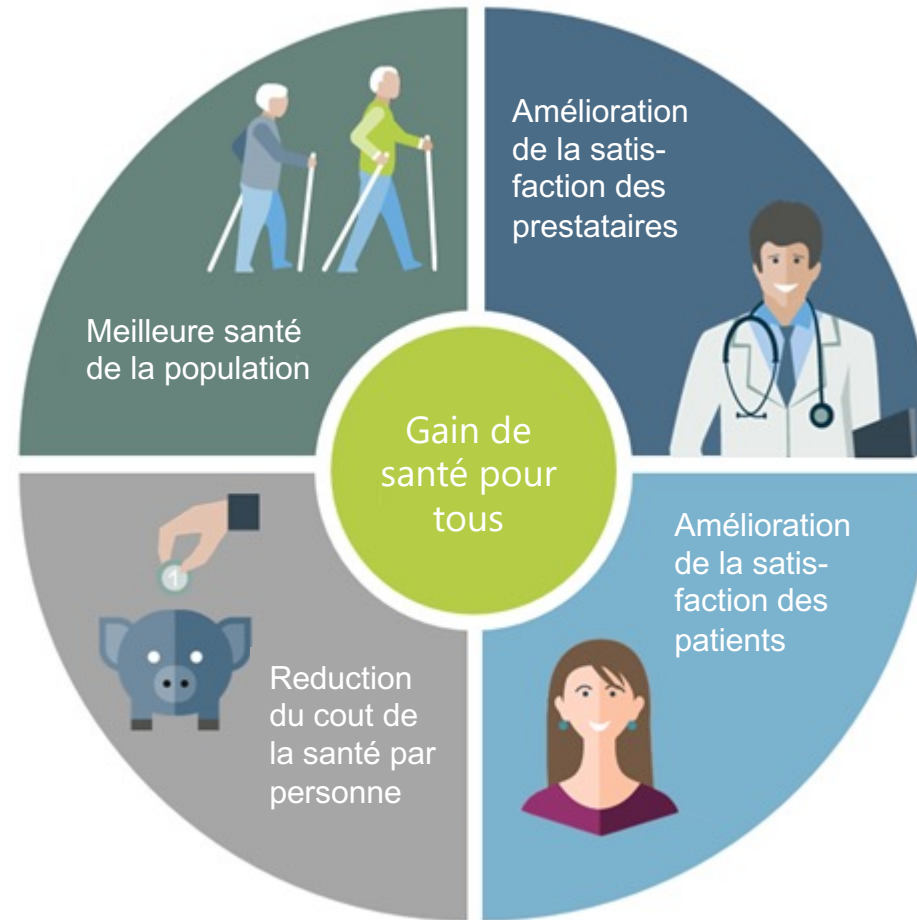 Meilleure santé
de la population
Amélioration
de la satis-
faction des
prestataires
Gain de
santé pour
tous
1
Reduction
du cout de
la santé par
personne
Amélioration
de la satis-
faction des
patients